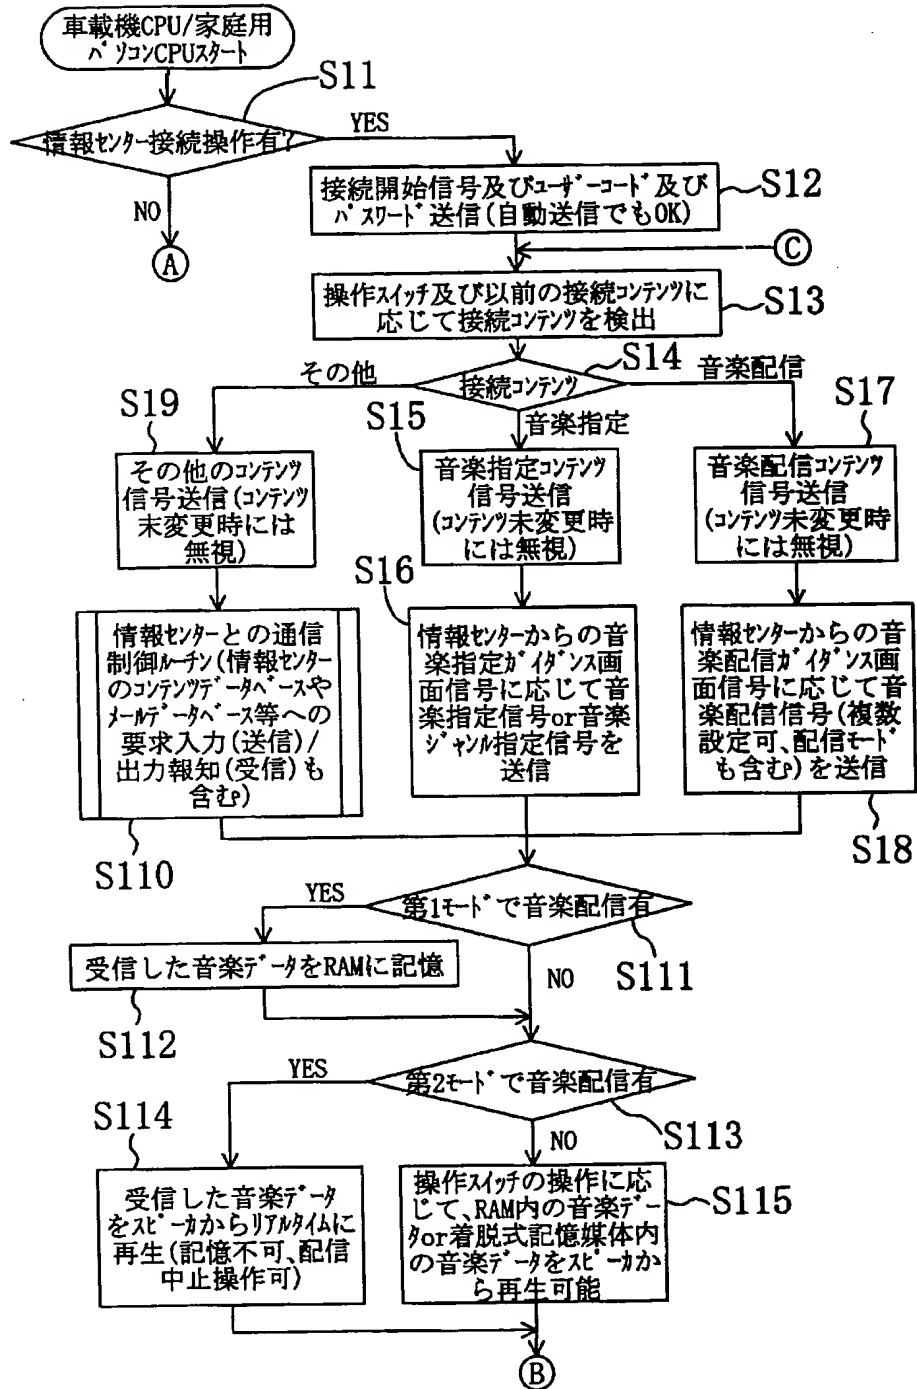 車載機CPU/家庭用
パソコンCPUスタート
S11
情報センター接続操作有?
YES
NO
A
接続開始信号及びユーザーコード及び
パスワード送信(自動送信でもOK)
S12
C
操作スイッチ及び以前の接続コンテンツに
応じて接続コンテンツを検出
S13
S14
接続コンテンツ
その他
音楽指定
音楽配信
S19
その他のコンテンツ
信号送信(コンテンツ
末変更時には
無視)
S15
音楽指定コンテンツ
信号送信
(コンテンツ未変更時
には無視)
S17
音楽配信コンテンツ
信号送信
(コンテンツ未変更時
には無視)
情報センターとの通信
制御ルーチン(情報センター
のコンテンツデータベースや
メールデータベース等への
要求入力(送信)/
出力報知(受信)も
含む)
S110
S16
情報センターからの音
楽指定ガイダンス画
面信号に応じて音
楽指定信号or音楽
ジャンル指定信号を
送信
情報センターからの音
楽配信ガイダンス画
面信号に応じて音
楽配信信号(複数
設定可、配信モード
も含む)を送信
S18
第1モードで音楽配信有
YES
NO
S111
受信した音楽データをRAMに記憶
S112
第2モードで音楽配信有
YES
NO
S113
S114
受信した音楽データ
をスピーカからリアルタイムに
再生(記憶不可、配信
中止操作可)
操作スイッチの操作に応
じて、RAM内の音楽デー
タor着脱式記憶媒体内
の音楽データをスピーカか
ら再生可能
S115
B